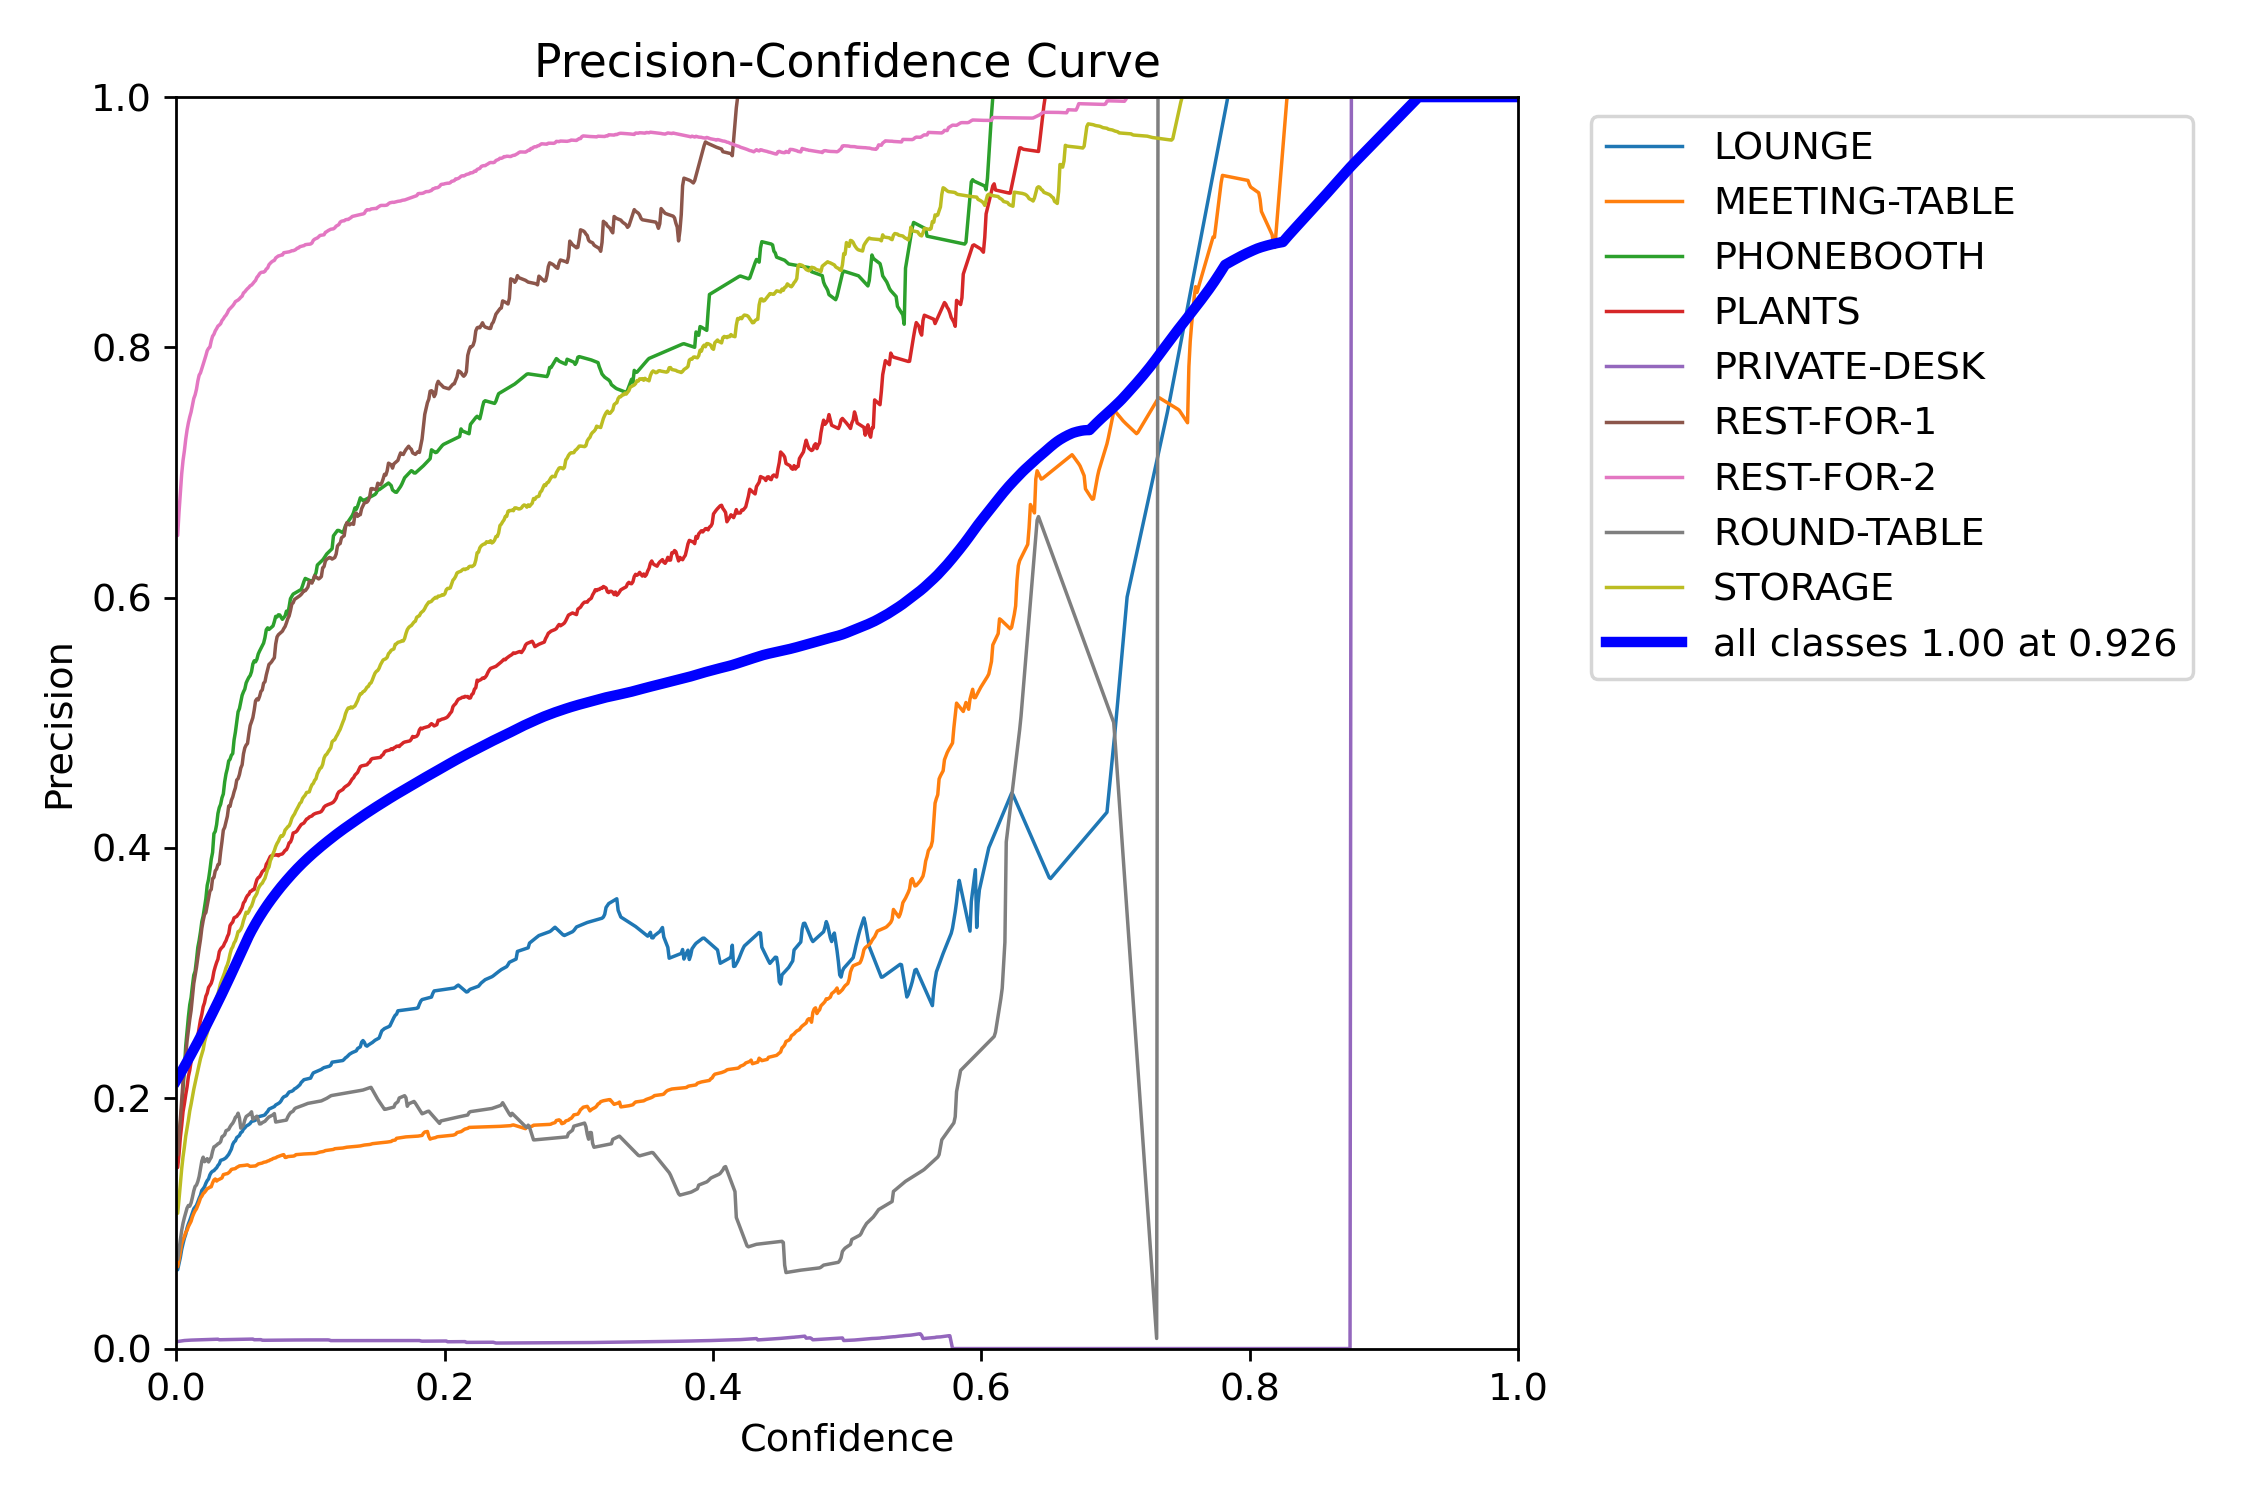 Precision-Confidence Curve
1.0
0.8
0.6
0.4
0.2
0.0
Precision
0.0 0.2 0.4 0.6 0.8 1.0
Confidence
LOUNGE
MEETING-TABLE
PHONEBOOTH
PLANTS
PRIVATE-DESK
REST-FOR-1
REST-FOR-2
ROUND-TABLE
STORAGE
all classes 1.00 at 0.926